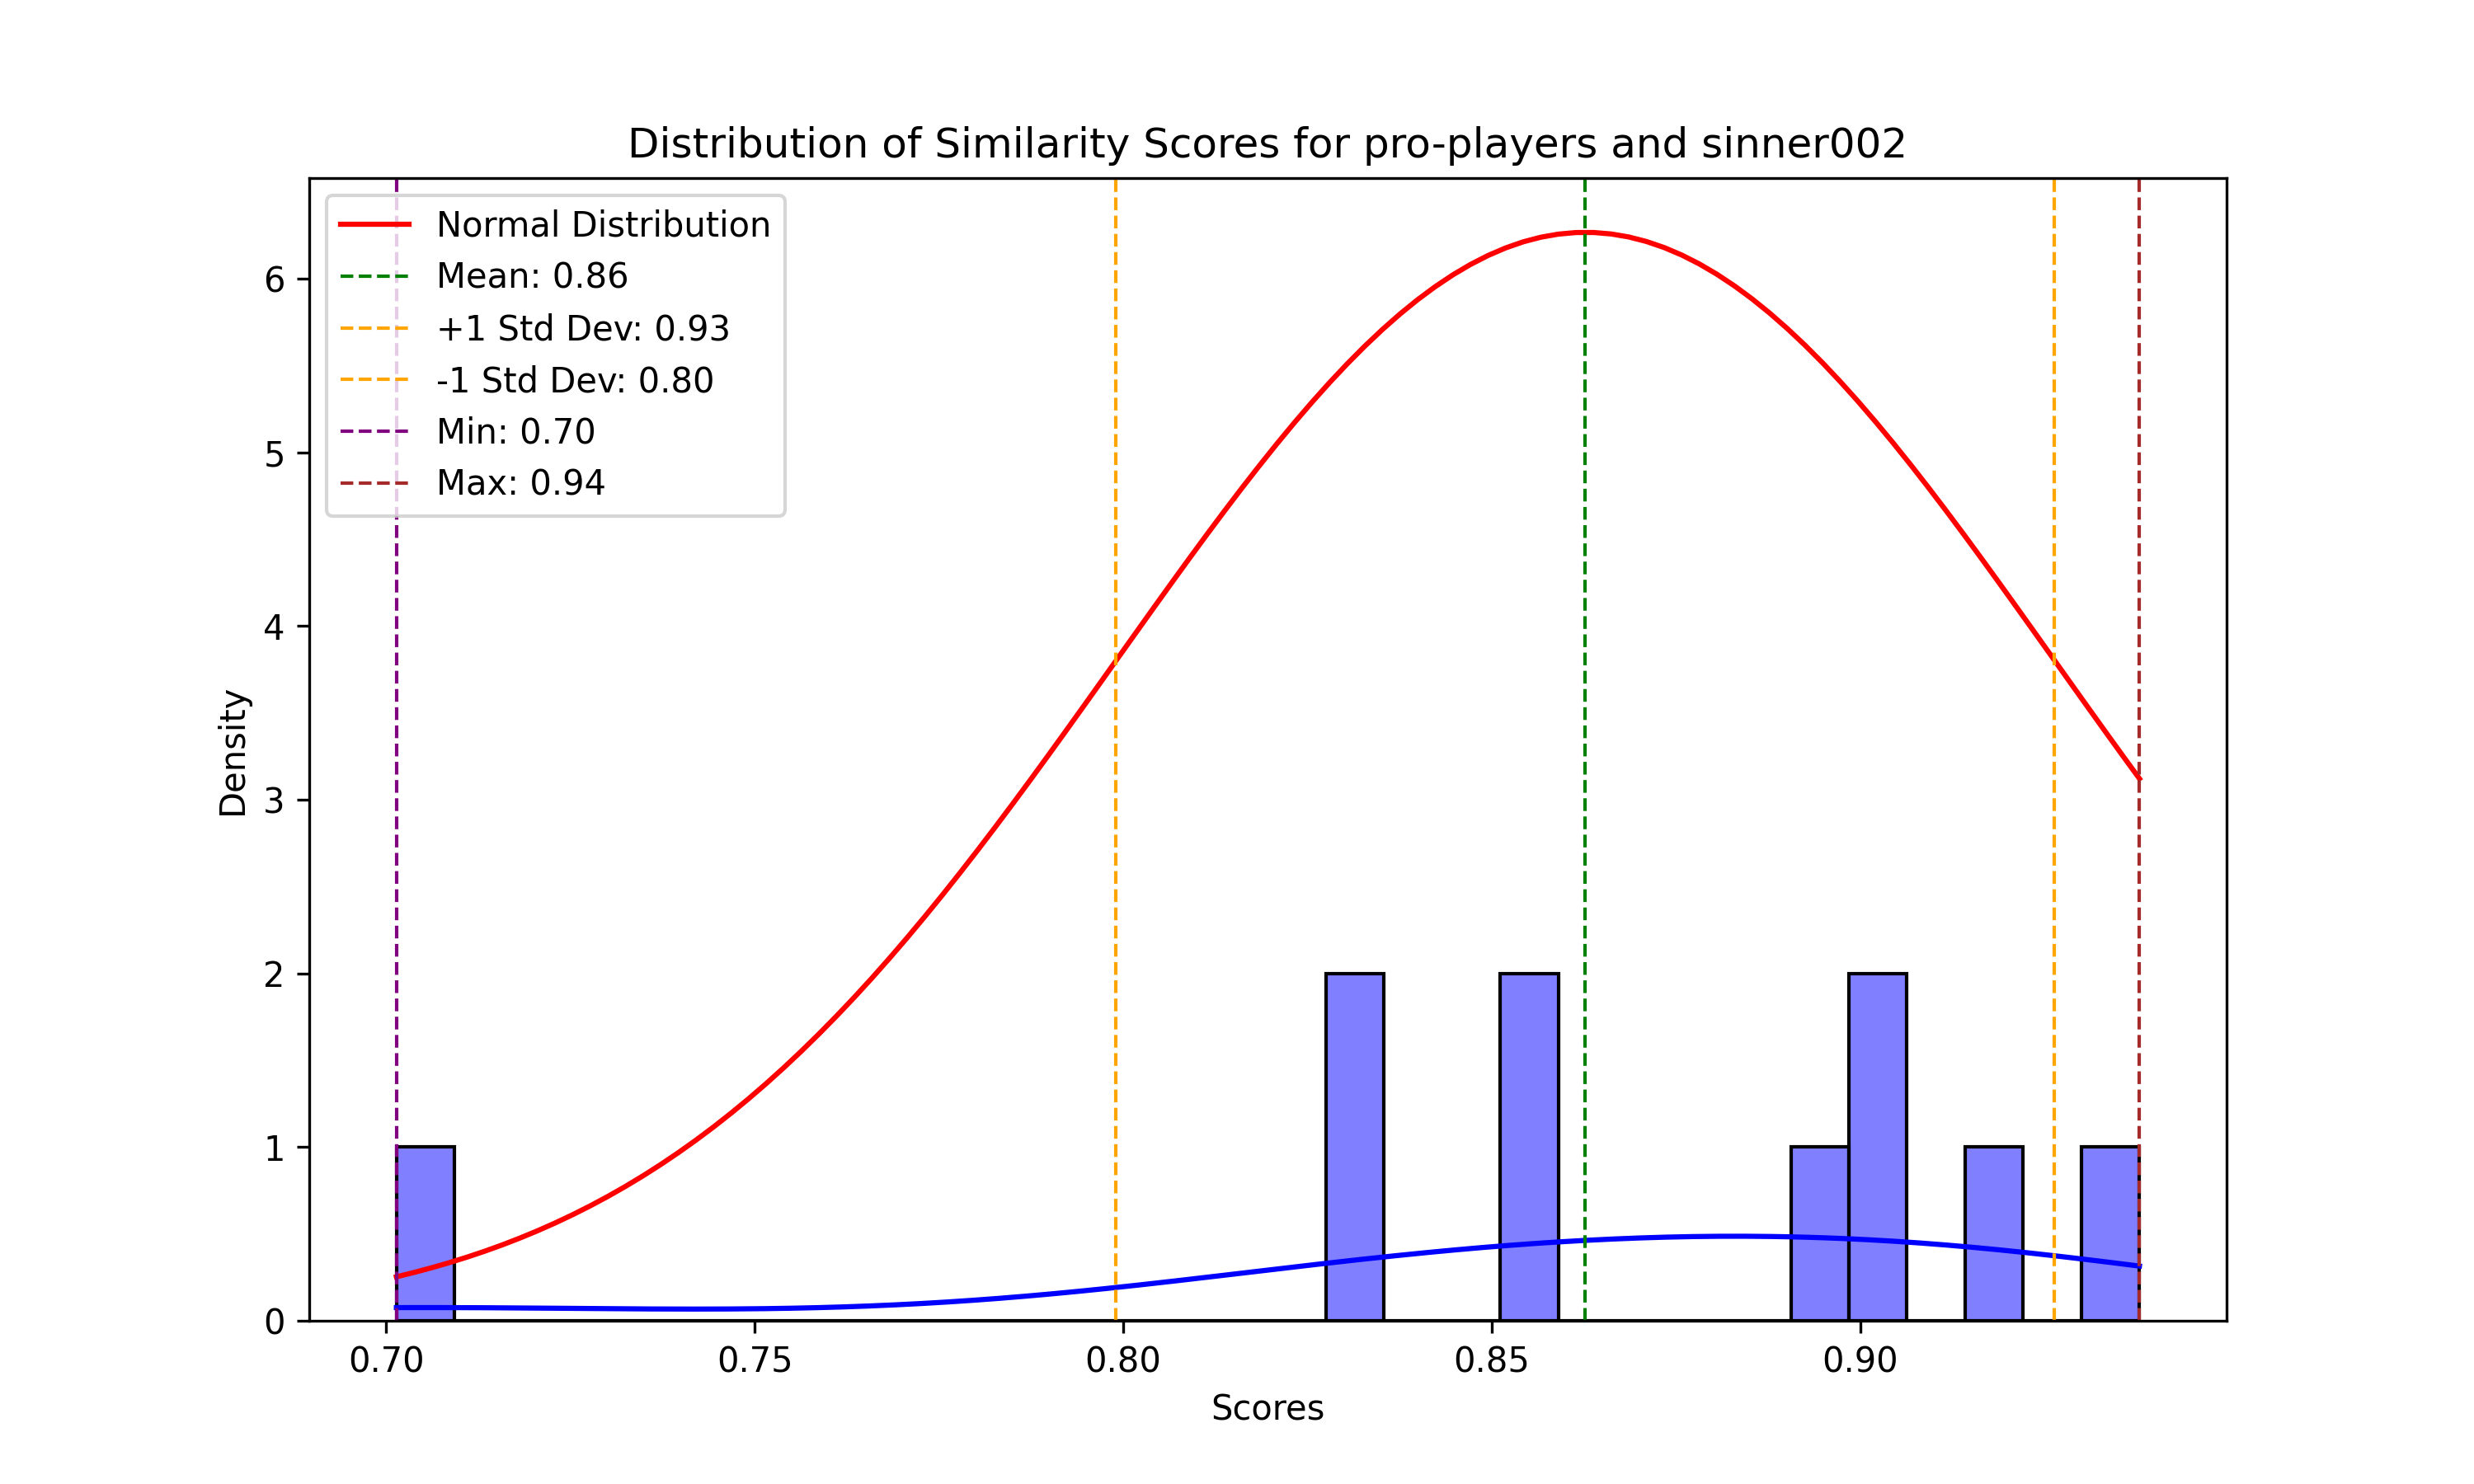 Distribution of Similarity Scores for pro-players and sinner002
Normal Distribution
Mean: 0.86
+1 Std Dev: 0.93
-1 Std Dev: 0.80
Min: 0.70
Max: 0.94
6
5
4
3
2
1
0
Density
0.70 0.75 0.80 0.85 0.90
Scores